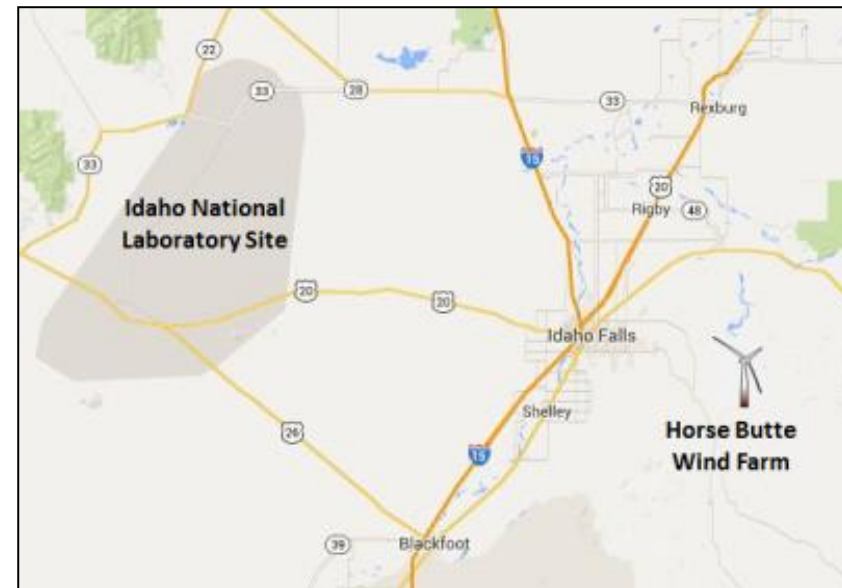 22
33
28
33
Rexburg
15
33
20
Rigby
48
Idaho National
Laboratory Site
20
20
Idaho Falls
Shelley
Horse Butte
Wind Farm
26
15
39
Blackfoot